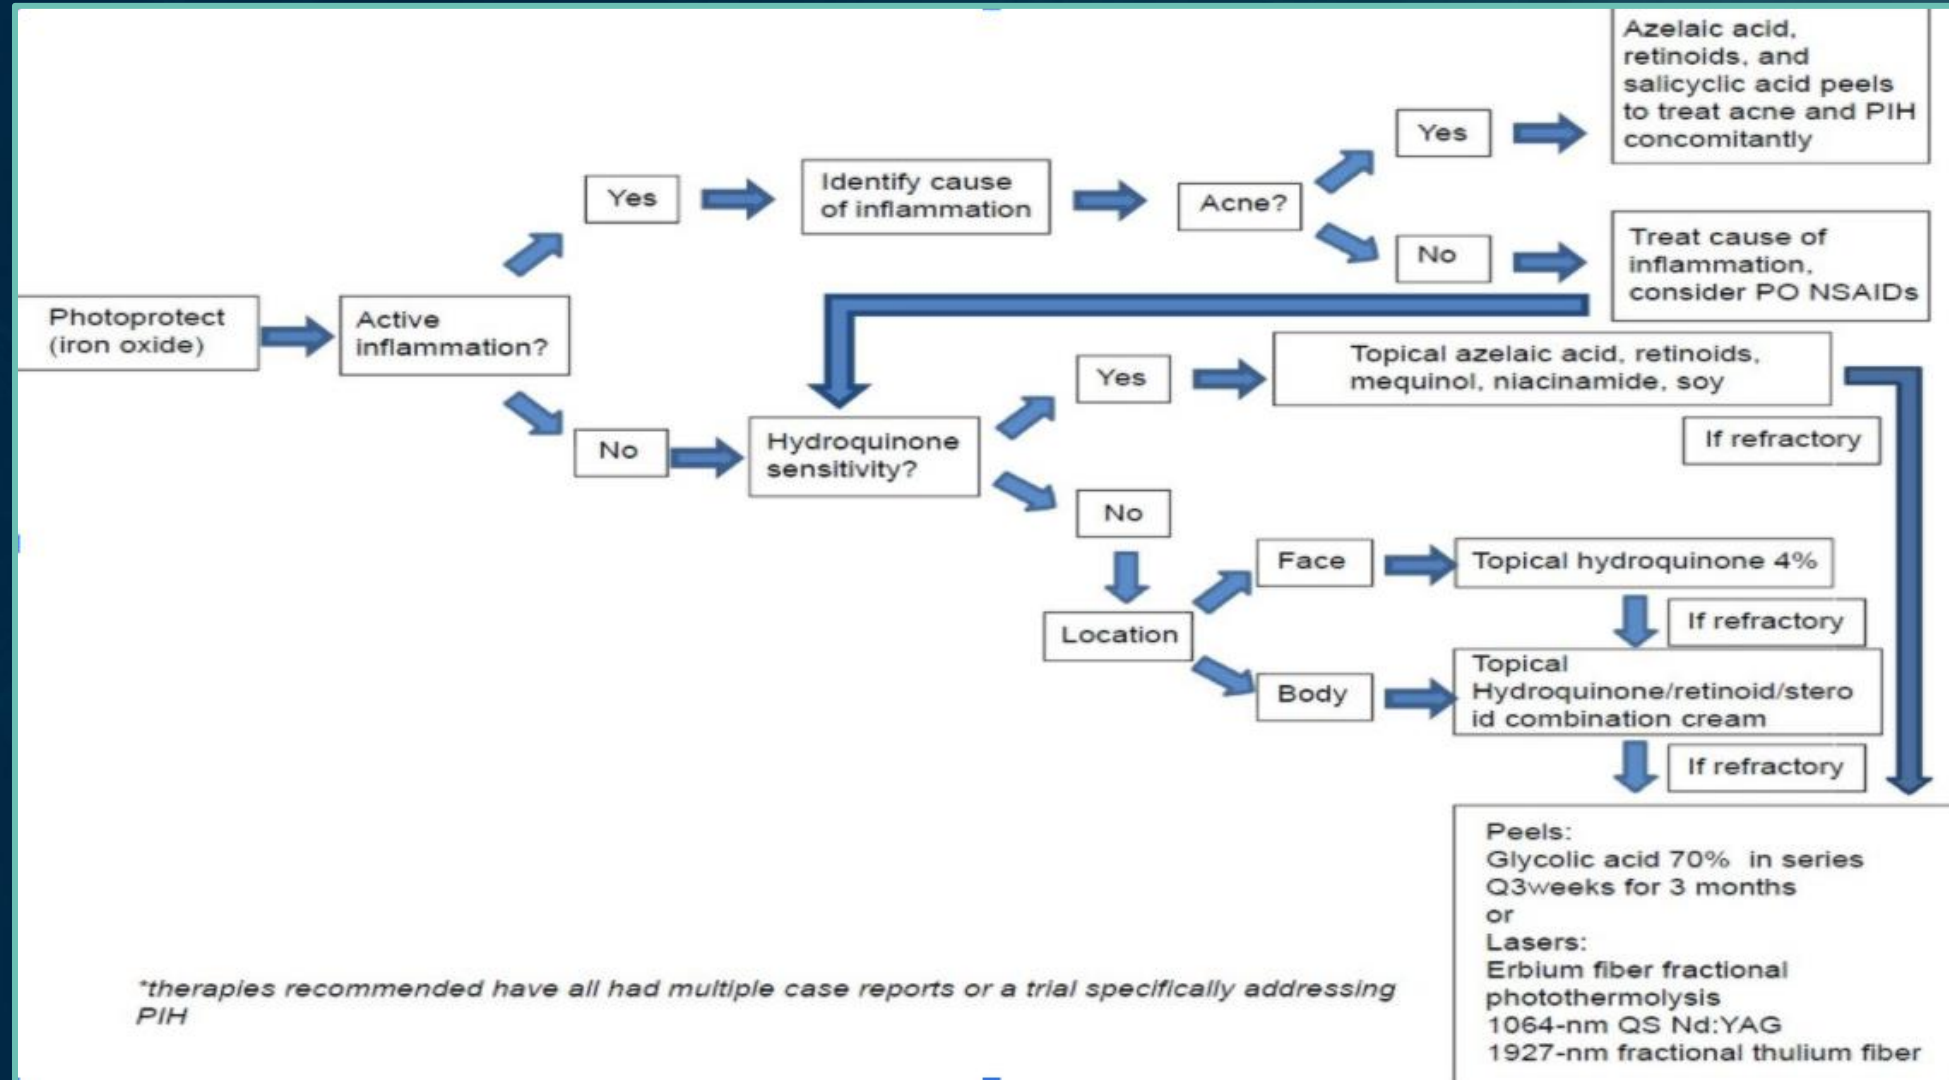 Photoprotect
(iron oxide)
Active
inflammation?
Yes
Identify cause
of inflammation
Acne?
Yes
Azelaic acid,
retinoids, and
salicyclic acid peels
to treat acne and PIH
concomitantly
No
Treat cause of
inflammation,
consider PO NSAIDs
No
Hydroquinone
sensitivity?
Yes
Topical azelaic acid, retinoids,
mequinol, niacinamide, soy
If refractory
No
Location
Face
Topical hydroquinone 4%
If refractory
Body
Topical
Hydroquinone/retinoid/stero
id combination cream
If refractory
Peels:
Glycolic acid 70% in series
Q3weeks for 3 months
or
Lasers:
Erbium fiber fractional
photothermolysis
1064-nm QS Nd:YAG
1927-nm fractional thulium fiber
*therapies recommended have all had multiple case reports or a trial specifically addressing
PIH